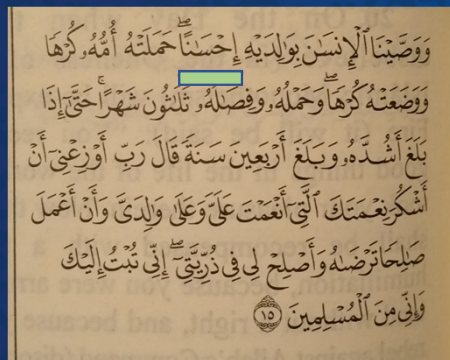 وَوَصَّيْنَا ٱلْإِنسَٰنَ بِوَٰلِدَيْهِ إِحْسَٰنًا ۖ حَمَلَتْهُ أُمُّهُۥ كُرْهًا
وَوَضَعَتْهُ كُرْهًا ۖ وَحَمْلُهُۥ وَفِصَٰلُهُۥ ثَلَٰثُونَ شَهْرًا ۚ حَتَّىٰٓ إِذَا
بَلَغَ أَشُدَّهُۥ وَبَلَغَ أَرْبَعِينَ سَنَةً قَالَ رَبِّ أَوْزِعْنِىٓ أَنْ
أَشْكُرَ نِعْمَتَكَ ٱلَّتِىٓ أَنْعَمْتَ عَلَىَّ وَعَلَىٰ وَٰلِدَىَّ وَأَنْ أَعْمَلَ
صَٰلِحًا تَرْضَىٰهُ وَأَصْلِحْ لِى فِى ذُرِّيَّتِىٓ ۖ إِنِّى تُبْتُ إِلَيْكَ
وَإِنِّى مِنَ ٱلْمُسْلِمِينَ ١٥